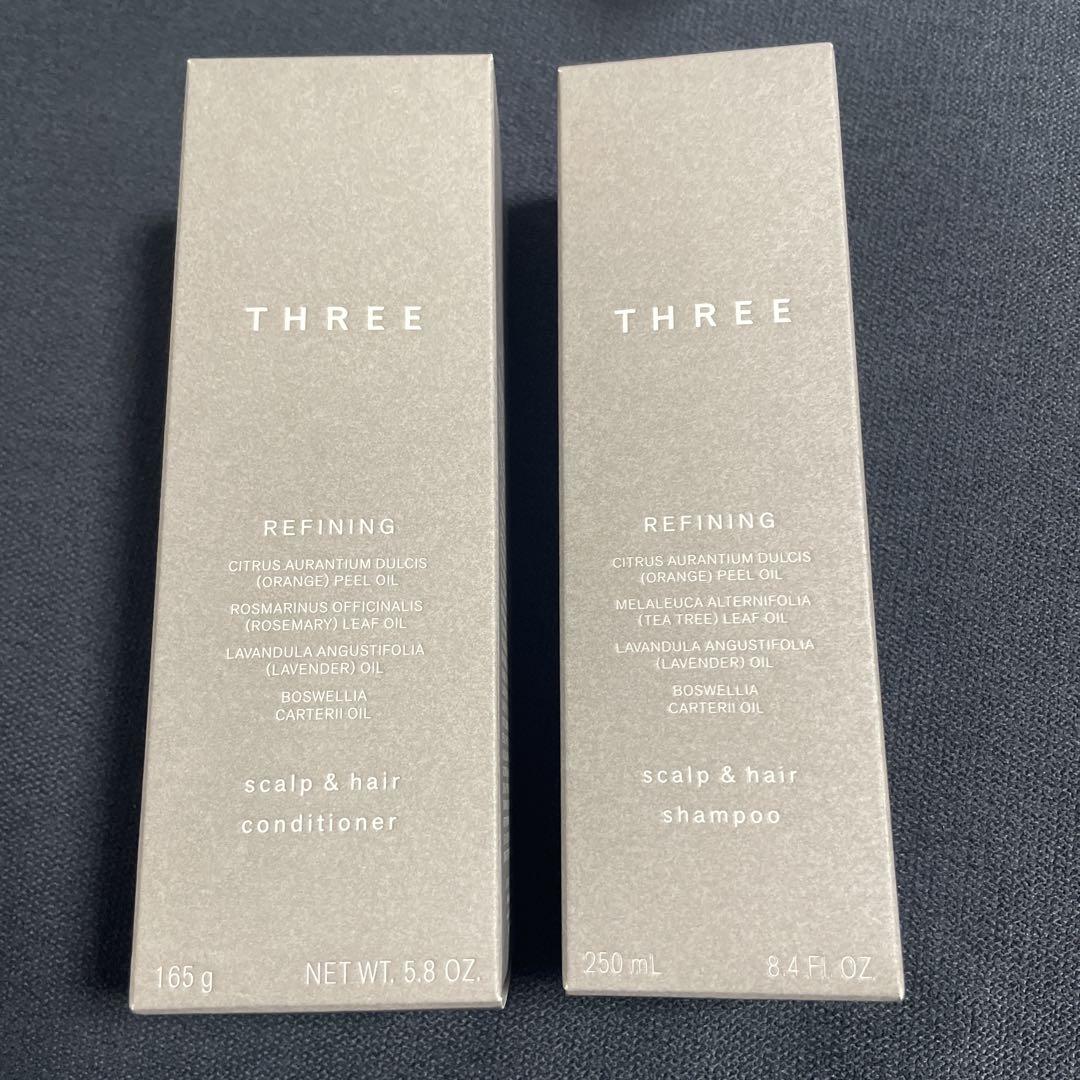 THREE
REFINING
CITRUS AURANTIUM DULCIS
(ORANGE) PEEL OIL
ROSMARINUS OFFICINALIS
(ROSEMARY) LEAF OIL
LAVANDULA ANGUSTIFOLIA
(LAVENDER) OIL
BOSWELLIA
CARTERII OIL
scalp & hair
conditioner
165 g NET WT. 5.8 OZ.
THREE
REFINING
CITRUS AURANTIUM DULCIS
(ORANGE) PEEL OIL
MELALEUCA ALTERNIFOLIA
(TEA TREE) LEAF OIL
LAVANDULA ANGUSTIFOLIA
(LAVENDER) OIL
BOSWELLIA
CARTERII OIL
scalp & hair
shampoo
250 mL 8.4 FL. OZ.